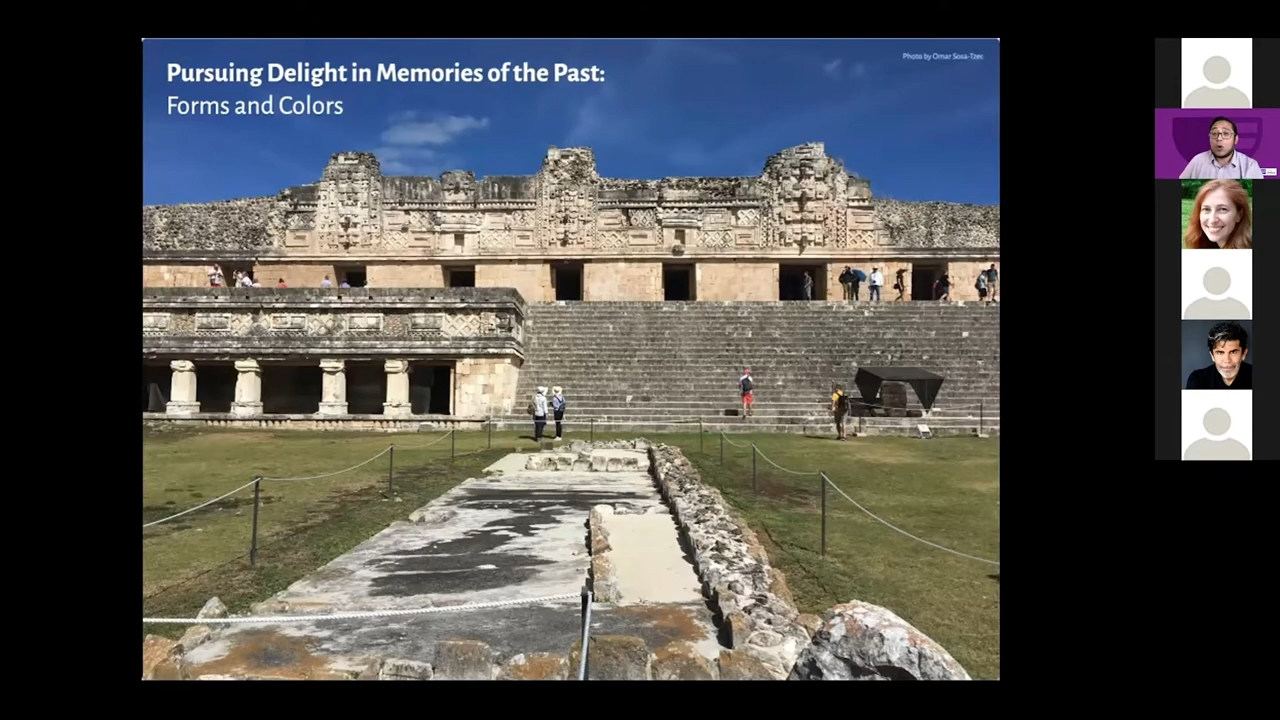 Pursuing Delight in Memories of the Past:
Forms and Colors
Photo by Omar Sosa-Tzec